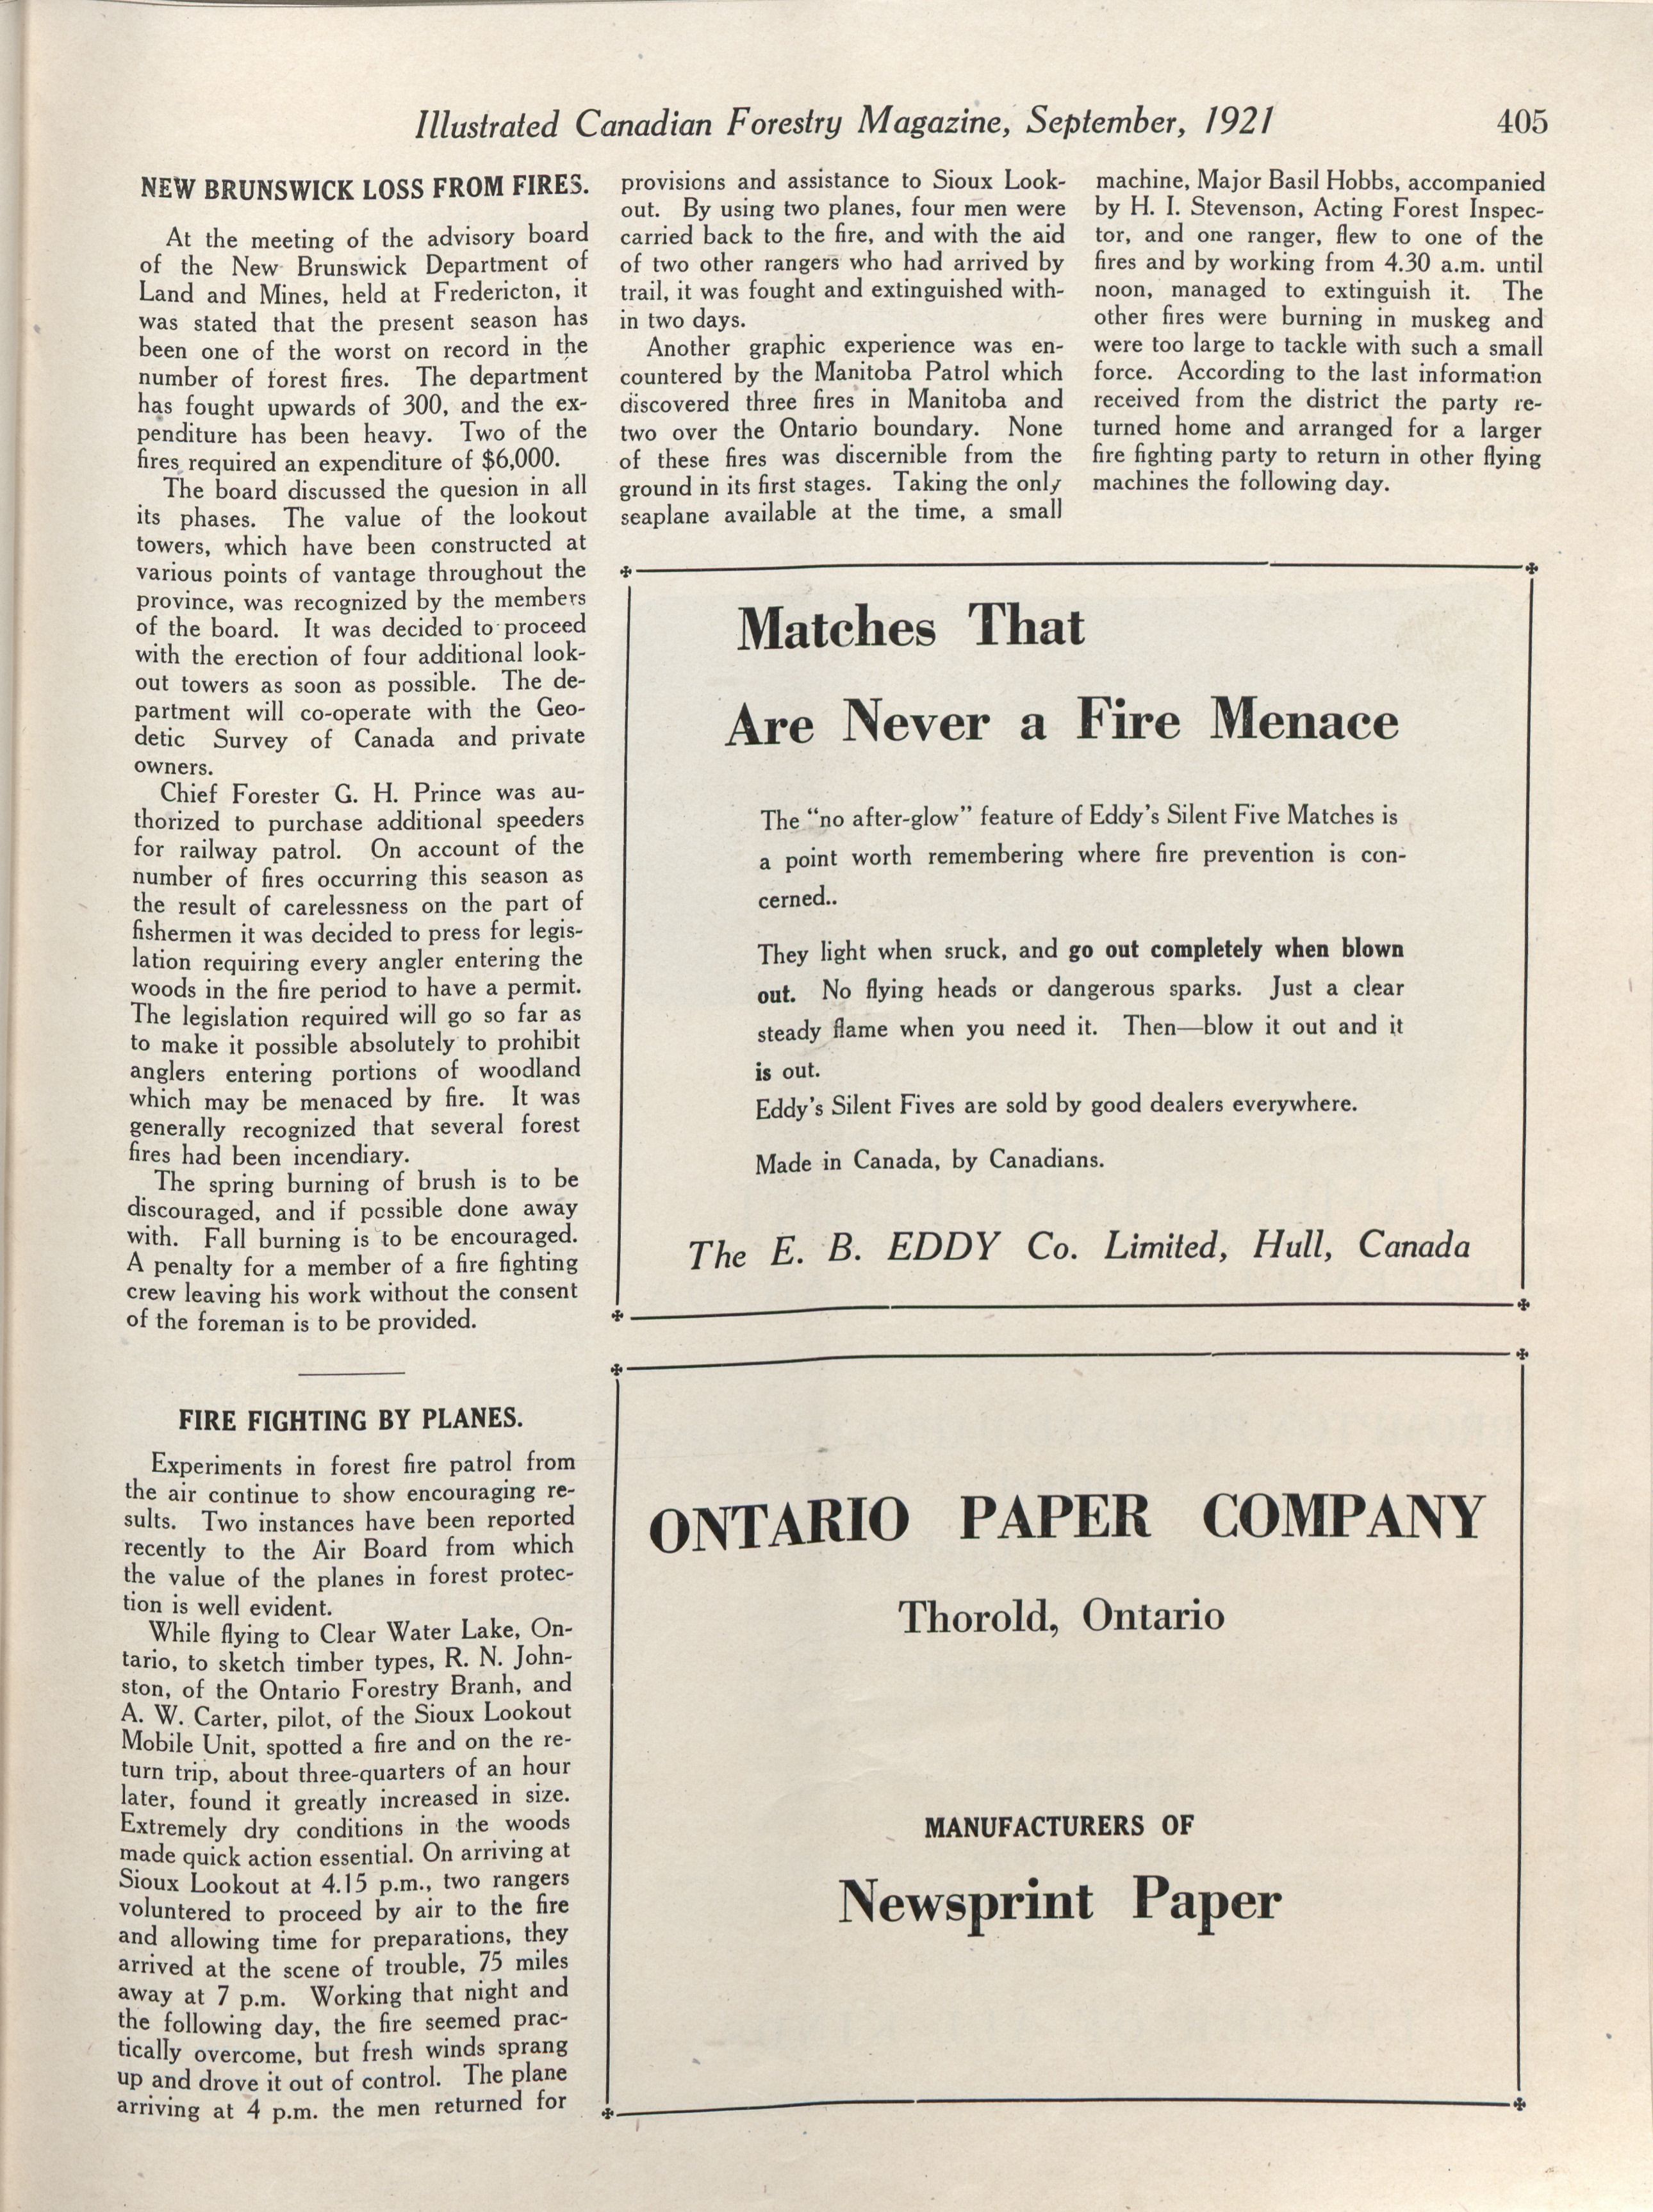 Illustrated Canadian Forestry Magazine, September, 1921 405
NEW BRUNSWICK LOSS FROM FIRES.
At the meeting of the advisory board
of the New Brunswick Department of
Land and Mines, held at Fredericton, it
was stated that the present season has
been one of the worst on record in the
number of forest fires. The department
has fought upwards of 300, and the ex-
penditure has been heavy. Two of the
fires required an expenditure of $6,000.
The board discussed the quesion in all
its phases. The value of the lookout
towers, which have been constructed at
various points of vantage throughout the
province, was recognized by the members
of the board. It was decided to proceed
with the erection of four additional look-
out towers as soon as possible. The de-
partment will co-operate with the Geo-
detic Survey of Canada and private
owners.
Chief Forester G. H. Prince was au-
thorized to purchase additional speeders
for railway patrol. On account of the
number of fires occurring this season as
the result of carelessness on the part of
fishermen it was decided to press for legis-
lation requiring every angler entering the
woods in the fire period to have a permit.
The legislation required will go so far as
to make it possible absolutely to prohibit
anglers entering portions of woodland
which may be menaced by fire. It was
generally recognized that several forest
fires had been incendiary.
The spring burning of brush is to be
discouraged, and if possible done away
with. Fall burning is to be encouraged.
A penalty for a member of a fire fighting
crew leaving his work without the consent
of the foreman is to be provided.
FIRE FIGHTING BY PLANES.
Experiments in forest fire patrol from
the air continue to show encouraging re-
sults. Two instances have been reported
recently to the Air Board from which
the value of the planes in forest protec-
tion is well evident.
While flying to Clear Water Lake, On-
tario, to sketch timber types, R. N. John-
ston, of the Ontario Forestry Branh, and
A. W. Carter, pilot, of the Sioux Lookout
Mobile Unit, spotted a fire and on the re-
turn trip, about three-quarters of an hour
later, found it greatly increased in size.
Extremely dry conditions in the woods
made quick action essential. On arriving at
Sioux Lookout at 4.15 p.m., two rangers
voluntered to proceed by air to the fire
and allowing time for preparations, they
arrived at the scene of trouble, 75 miles
away at 7 p.m. Working that night and
the following day, the fire seemed prac-
tically overcome, but fresh winds sprang
up and drove it out of control. The plane
arriving at 4 p.m. the men returned for
provisions and assistance to Sioux Look-
out. By using two planes, four men were
carried back to the fire, and with the aid
of two other rangers who had arrived by
trail, it was fought and extinguished with-
in two days.
Another graphic experience was en-
countered by the Manitoba Patrol which
discovered three fires in Manitoba and
two over the Ontario boundary. None
of these fires was discernible from the
ground in its first stages. Taking the only
seaplane available at the time, a small
machine, Major Basil Hobbs, accompanied
by H. I. Stevenson, Acting Forest Inspec-
tor, and one ranger, flew to one of the
fires and by working from 4.30 a.m. until
noon, managed to extinguish it. The
other fires were burning in muskeg and
were too large to tackle with such a small
force. According to the last information
received from the district the party re-
turned home and arranged for a larger
fire fighting party to return in other flying
machines the following day.
Matches That
Are Never a Fire Menace
The “no after-glow” feature of Eddy's Silent Five Matches is
a point worth remembering where fire prevention is con-
cerned..
They light when sruck, and go out completely when blown
out. No flying heads or dangerous sparks. Just a clear
steady flame when you need it. Then—blow it out and it
is out.
Eddy's Silent Fives are sold by good dealers everywhere.
Made in Canada, by Canadians.
The E. B. EDDY Co. Limited, Hull, Canada
ONTARIO PAPER COMPANY
Thorold, Ontario
MANUFACTURERS OF
Newsprint Paper